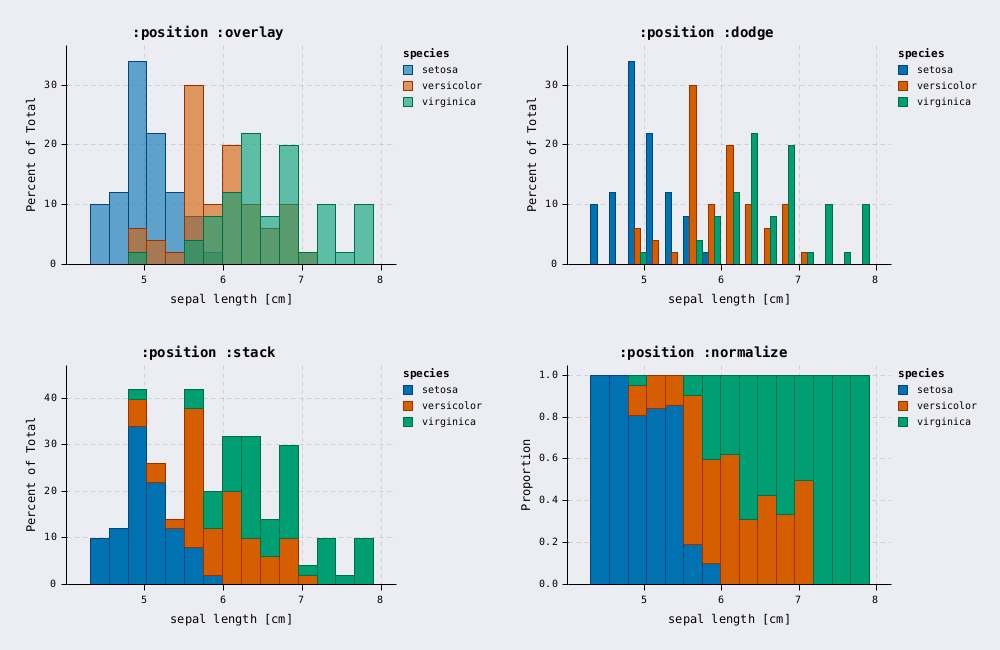 :position :overlay
species
setosa
versicolor
virginica
Percent of Total
30
20
10
0
5 6 7 8
sepal length [cm]
:position :dodge
species
setosa
versicolor
virginica
Percent of Total
30
20
10
0
5 6 7 8
sepal length [cm]
:position :stack
species
setosa
versicolor
virginica
Percent of Total
40
30
20
10
0
5 6 7 8
sepal length [cm]
:position :normalize
species
setosa
versicolor
virginica
Proportion
1.0
0.8
0.6
0.4
0.2
0.0
5 6 7 8
sepal length [cm]